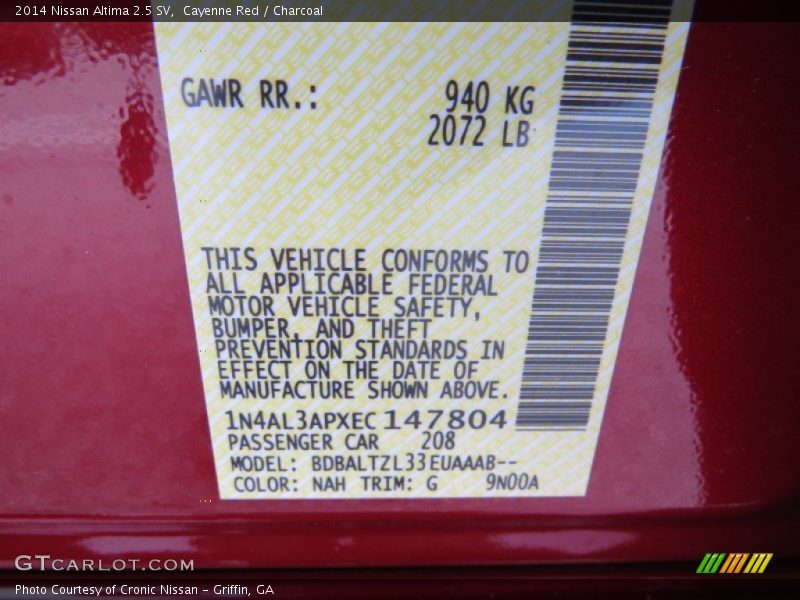 2014 Nissan Altima 2.5 SV,  Cayenne Red / Charcoal
GAWR RR.: 940 KG
2072 LB
THIS VEHICLE CONFORMS TO
ALL APPLICABLE FEDERAL
MOTOR VEHICLE SAFETY,
BUMPER, AND THEFT
PREVENTION STANDARDS IN
EFFECT ON THE DATE OF
MANUFACTURE SHOWN ABOVE.
1N4AL3APXEC147804
PASSENGER CAR 208
MODEL: BDBALTZL33EUAAAB--
COLOR: NAH TRIM: G 9N00A
GTCARLOT.COM
Photo Courtesy of Cronic Nissan – Griffin, GA